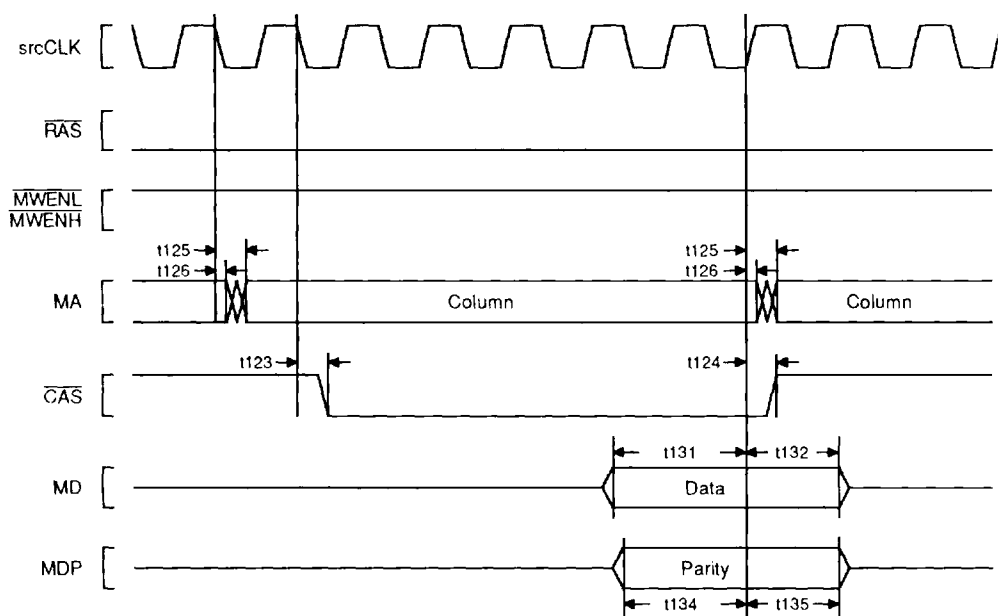 srcCLK
RAS
MWENL
MWENH
t125
t125
t126
t126
MA
Column
Column
t123
t124
CAS
t131
t132
MD
Data
MDP
Parity
t134
t135